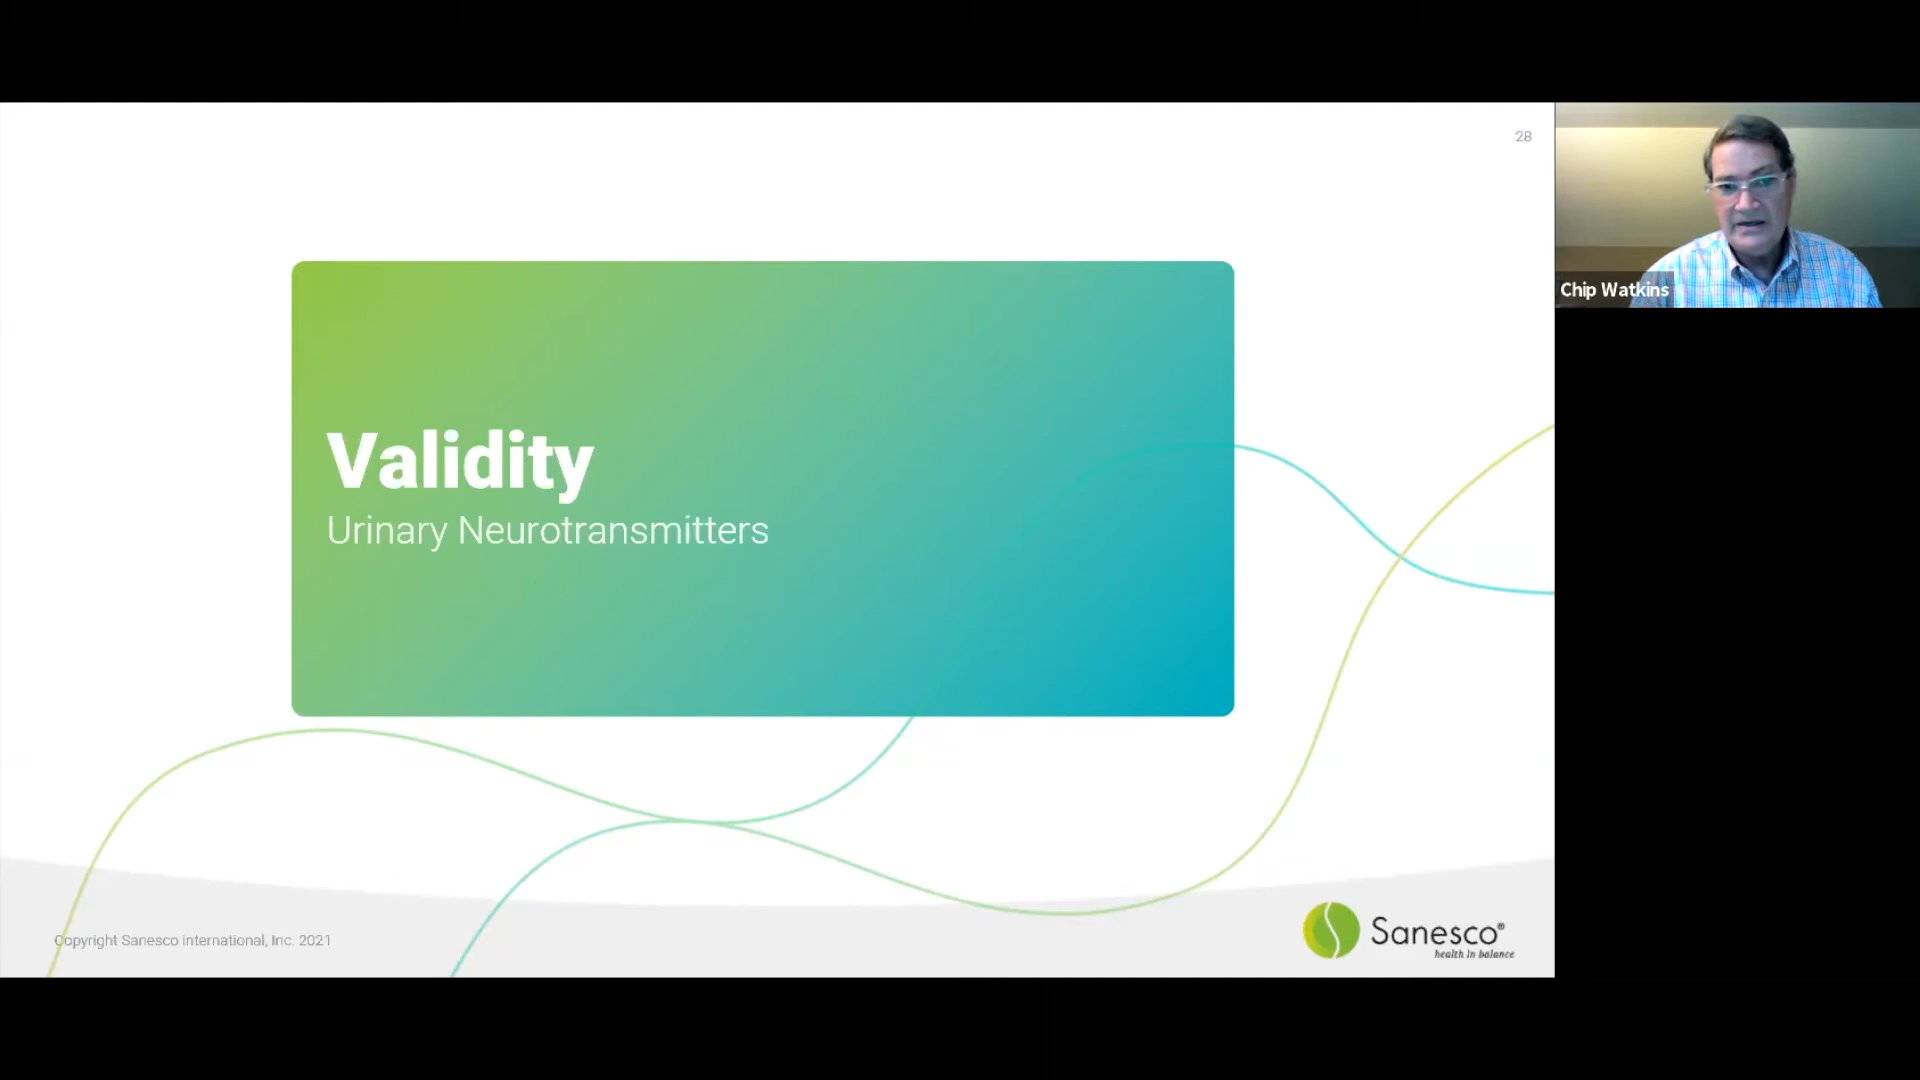 28
Validity
Urinary Neurotransmitters
Chip Watkins
Copyright Sanesco international, Inc. 2021
Sanesco®
health in balance